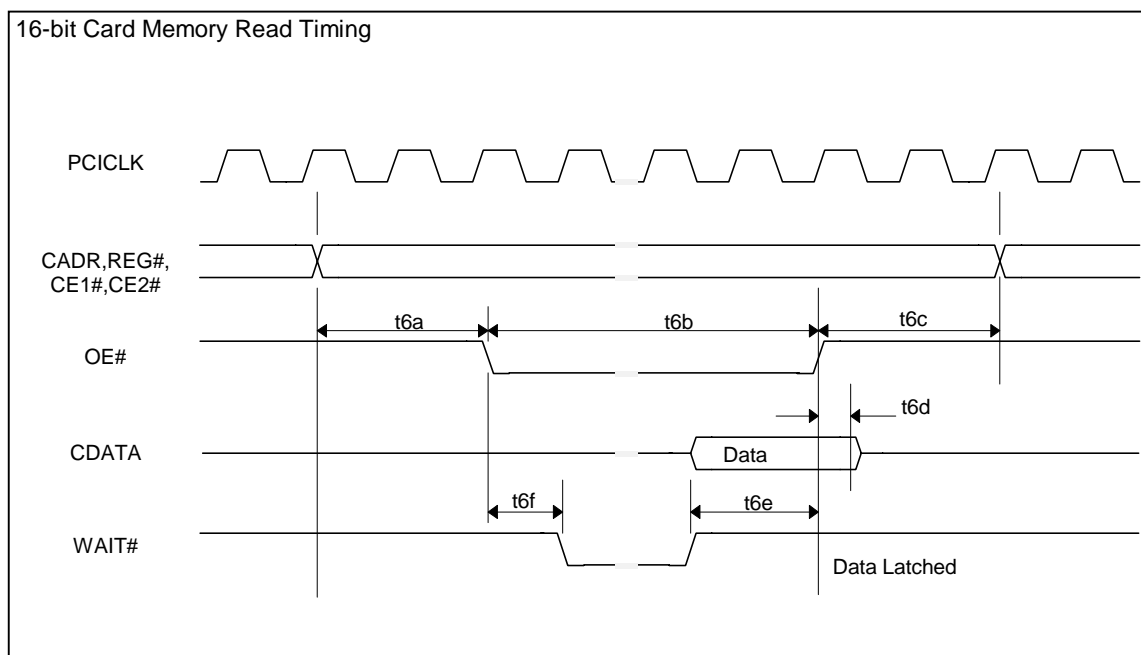 16-bit Card Memory Read Timing
PCICLK
CADR,REG#,
CE1#,CE2#
t6a
t6b
t6c
OE#
t6d
CDATA
Data
t6f
t6e
WAIT#
Data Latched